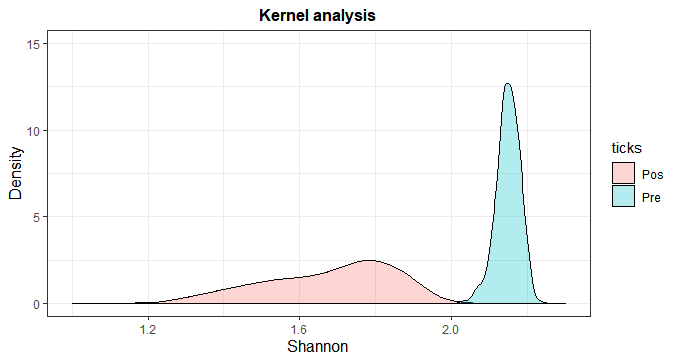 Kernel analysis
15
10
5
0
Density
1.2
1.6
2.0
Shannon
ticks
Pos
Pre